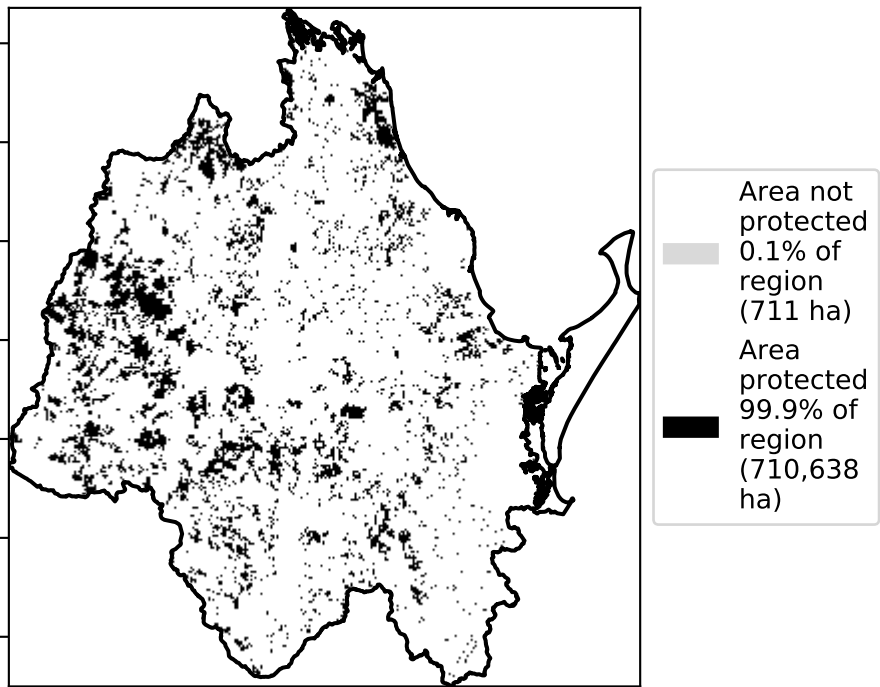 Area not
protected
0.1% of
region
(711 ha)
Area
protected
99.9% of
region
(710,638
ha)